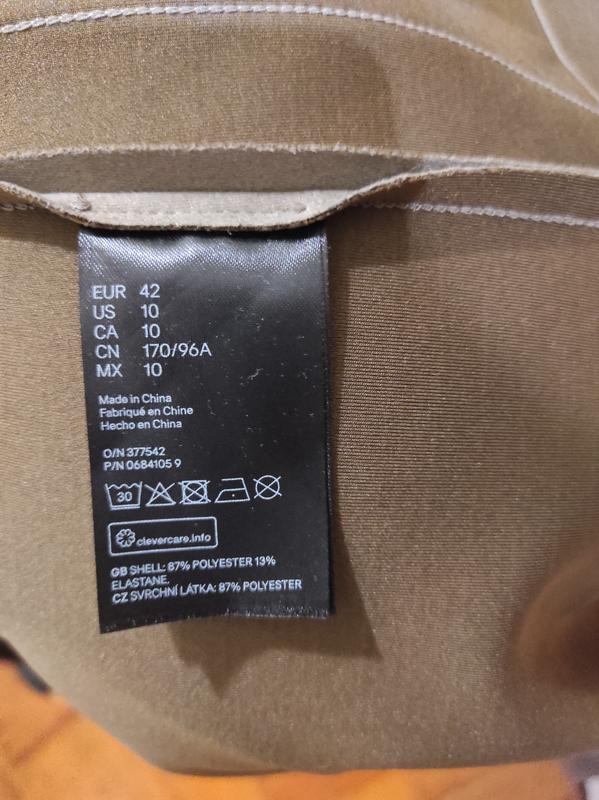 EUR 42
US 10
CA 10
CN 170/96A
MX 10
Made in China
Fabriqué en Chine
Hecho en China
O/N 377542
P/N 0684105 9
30
clevercare.info
GB SHELL: 87% POLYESTER 13%
ELASTANE.
CZ SVRCHNÍ LÁTKA: 87% POLYESTER